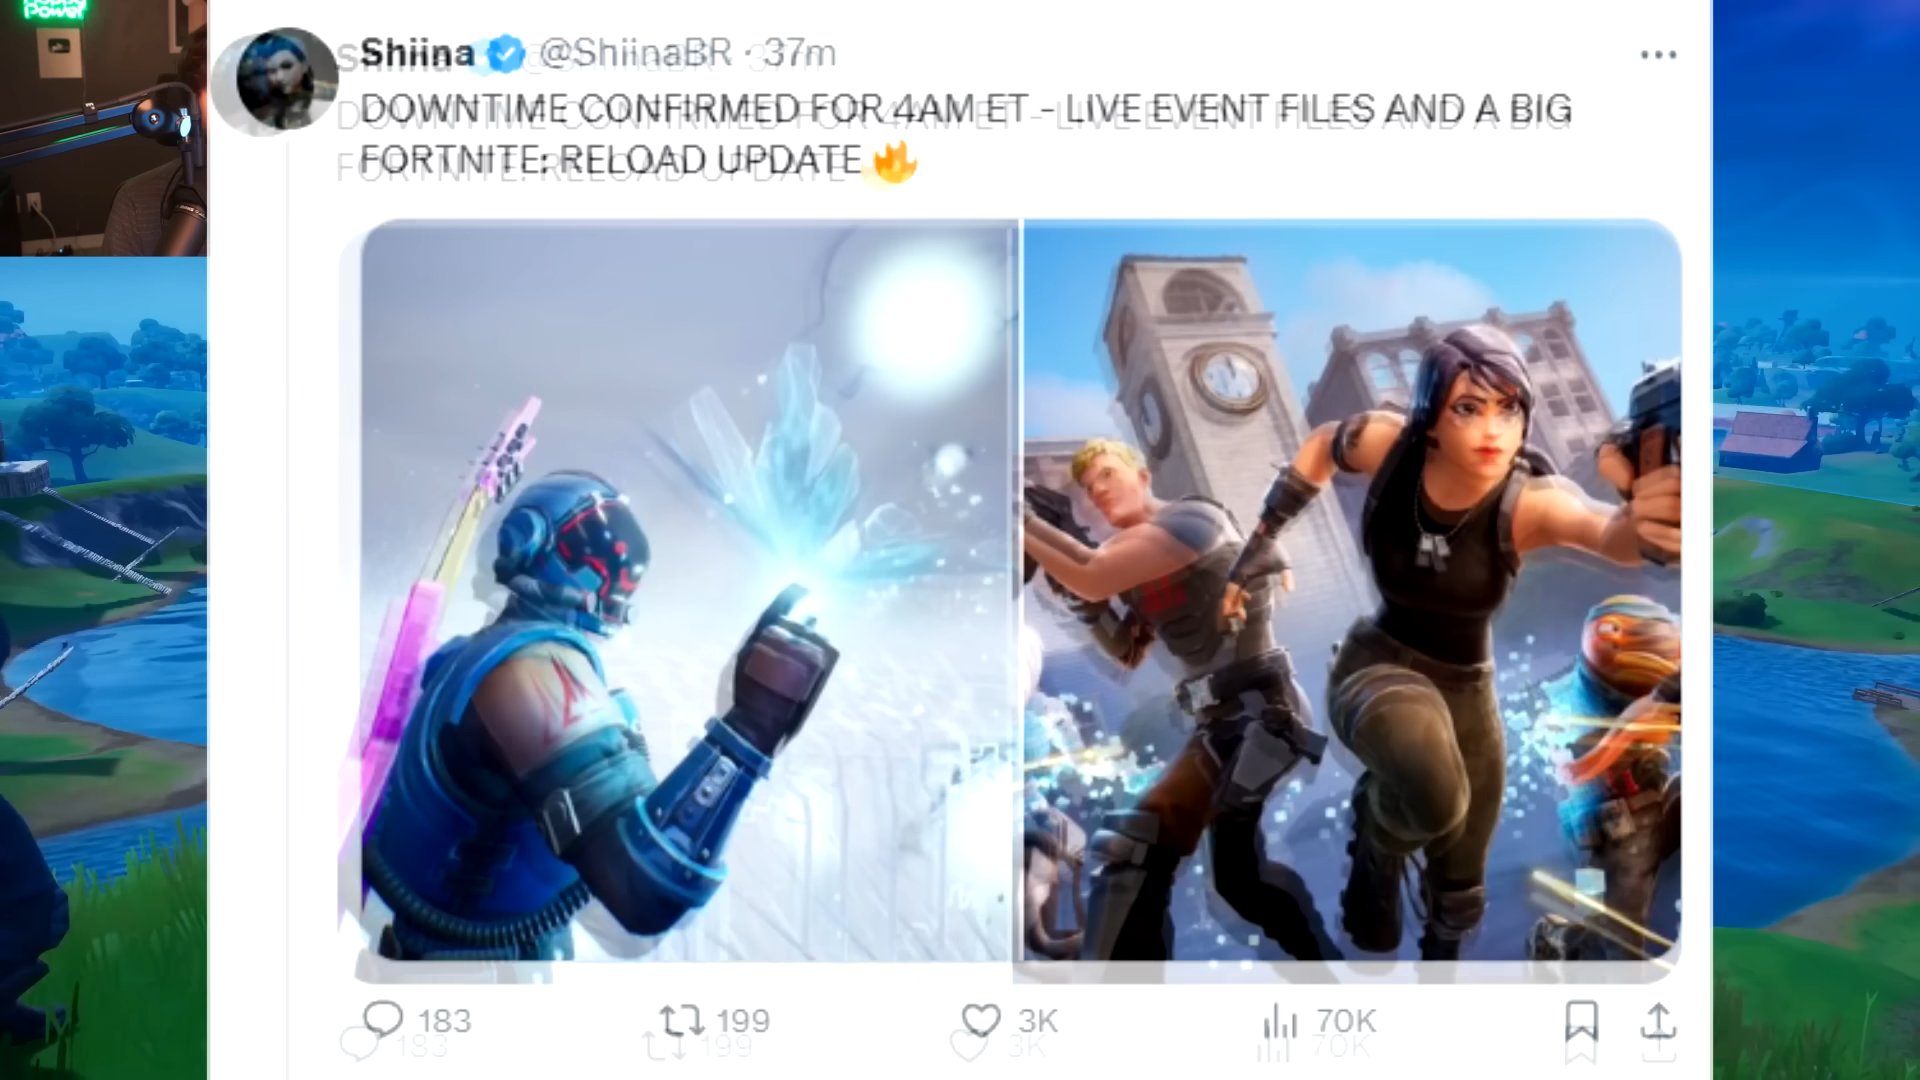 Power
Shiina @ShiinaBR · 37m
DOWNTIME CONFIRMED FOR 4AM ET - LIVE EVENT FILES AND A BIG
FORTNITE: RELOAD UPDATE 🔥
183 199 3K 70K